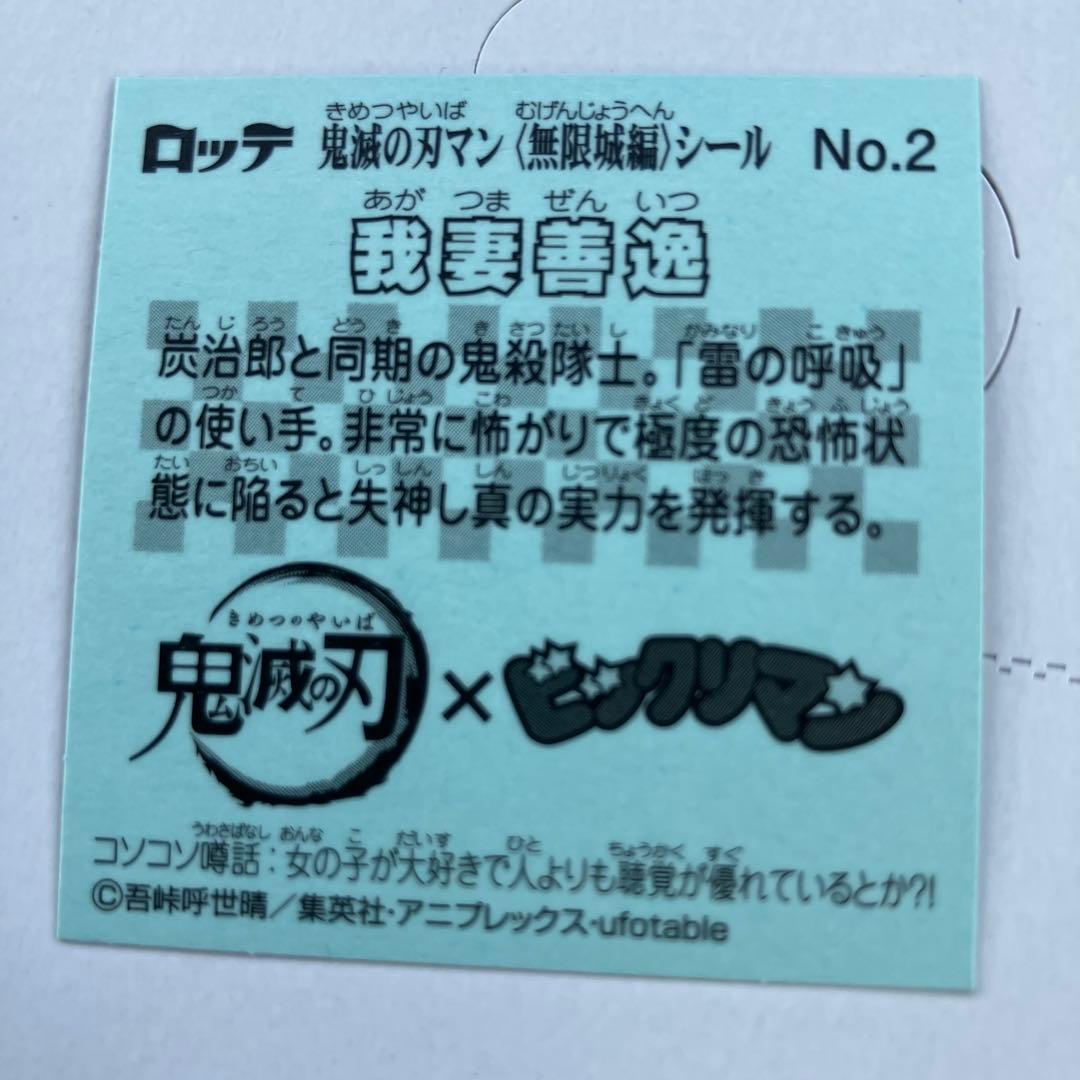 きめつやいば むげんじょうへん
ロッテ 鬼滅の刃マン〈無限城編〉シール No.2
あが つま ぜん いつ
我妻善逸
たん じ ろう どう き き さつ たい し かみなり こ きゅう
炭治郎と同期の鬼殺隊士。「雷の呼吸」
つか て ひ じょう こわ きょく ど きょう ふ じょう
の使い手。非常に怖がりで極度の恐怖状
たい おちい しっ しん しん じつりょく はっ き
態に陥ると失神し真の実力を発揮する。
きめつのやいば
鬼滅の刃 × ビックリマン
うわさばなし おんな こ だいす ひと ちょうかく すぐ
コソコソ噂話：女の子が大好きで人よりも聴覚が優れているとか?!
©吾峠呼世晴／集英社・アニプレックス・ufotable